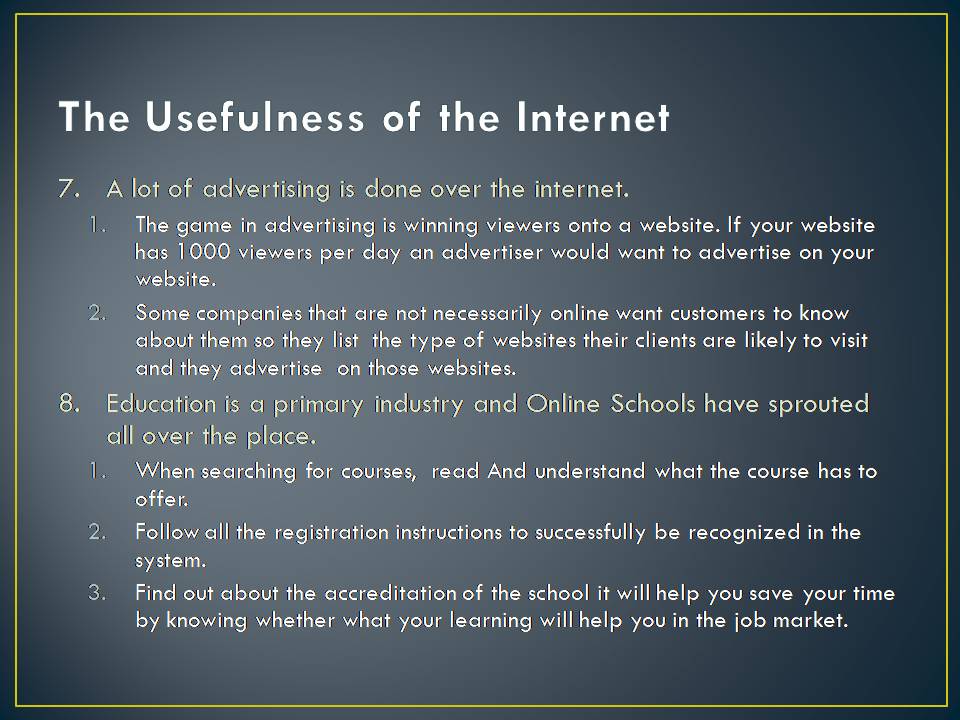 The Usefulness of the Internet
7. A lot of advertising is done over the internet.
1. The game in advertising is winning viewers onto a website. If your website
has 1000 viewers per day an advertiser would want to advertise on your
website.
2. Some companies that are not necessarily online want customers to know
about them so they list the type of websites their clients are likely to visit
and they advertise on those websites.
8. Education is a primary industry and Online Schools have sprouted
all over the place.
1. When searching for courses, read And understand what the course has to
offer.
2. Follow all the registration instructions to successfully be recognized in the
system.
3. Find out about the accreditation of the school it will help you save your time
by knowing whether what your learning will help you in the job market.